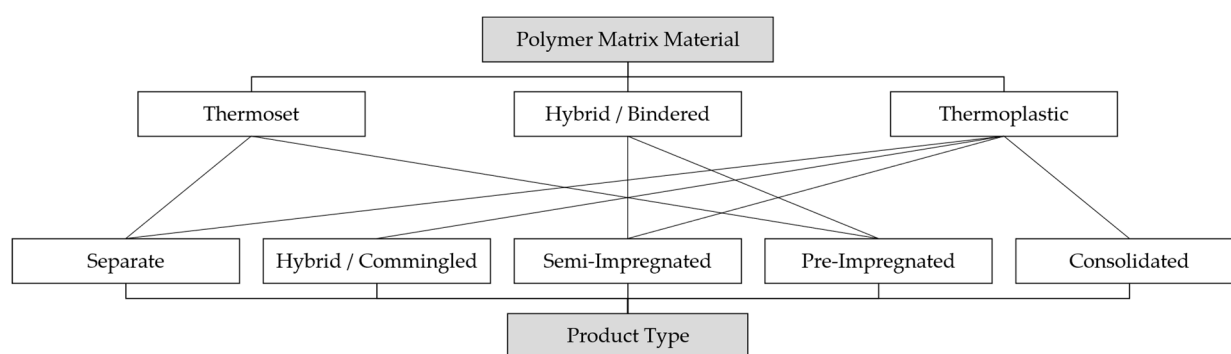 Polymer Matrix Material
Thermoset
Hybrid / Bindered
Thermoplastic
Separate
Hybrid / Commingled
Semi-Impregnated
Pre-Impregnated
Consolidated
Product Type